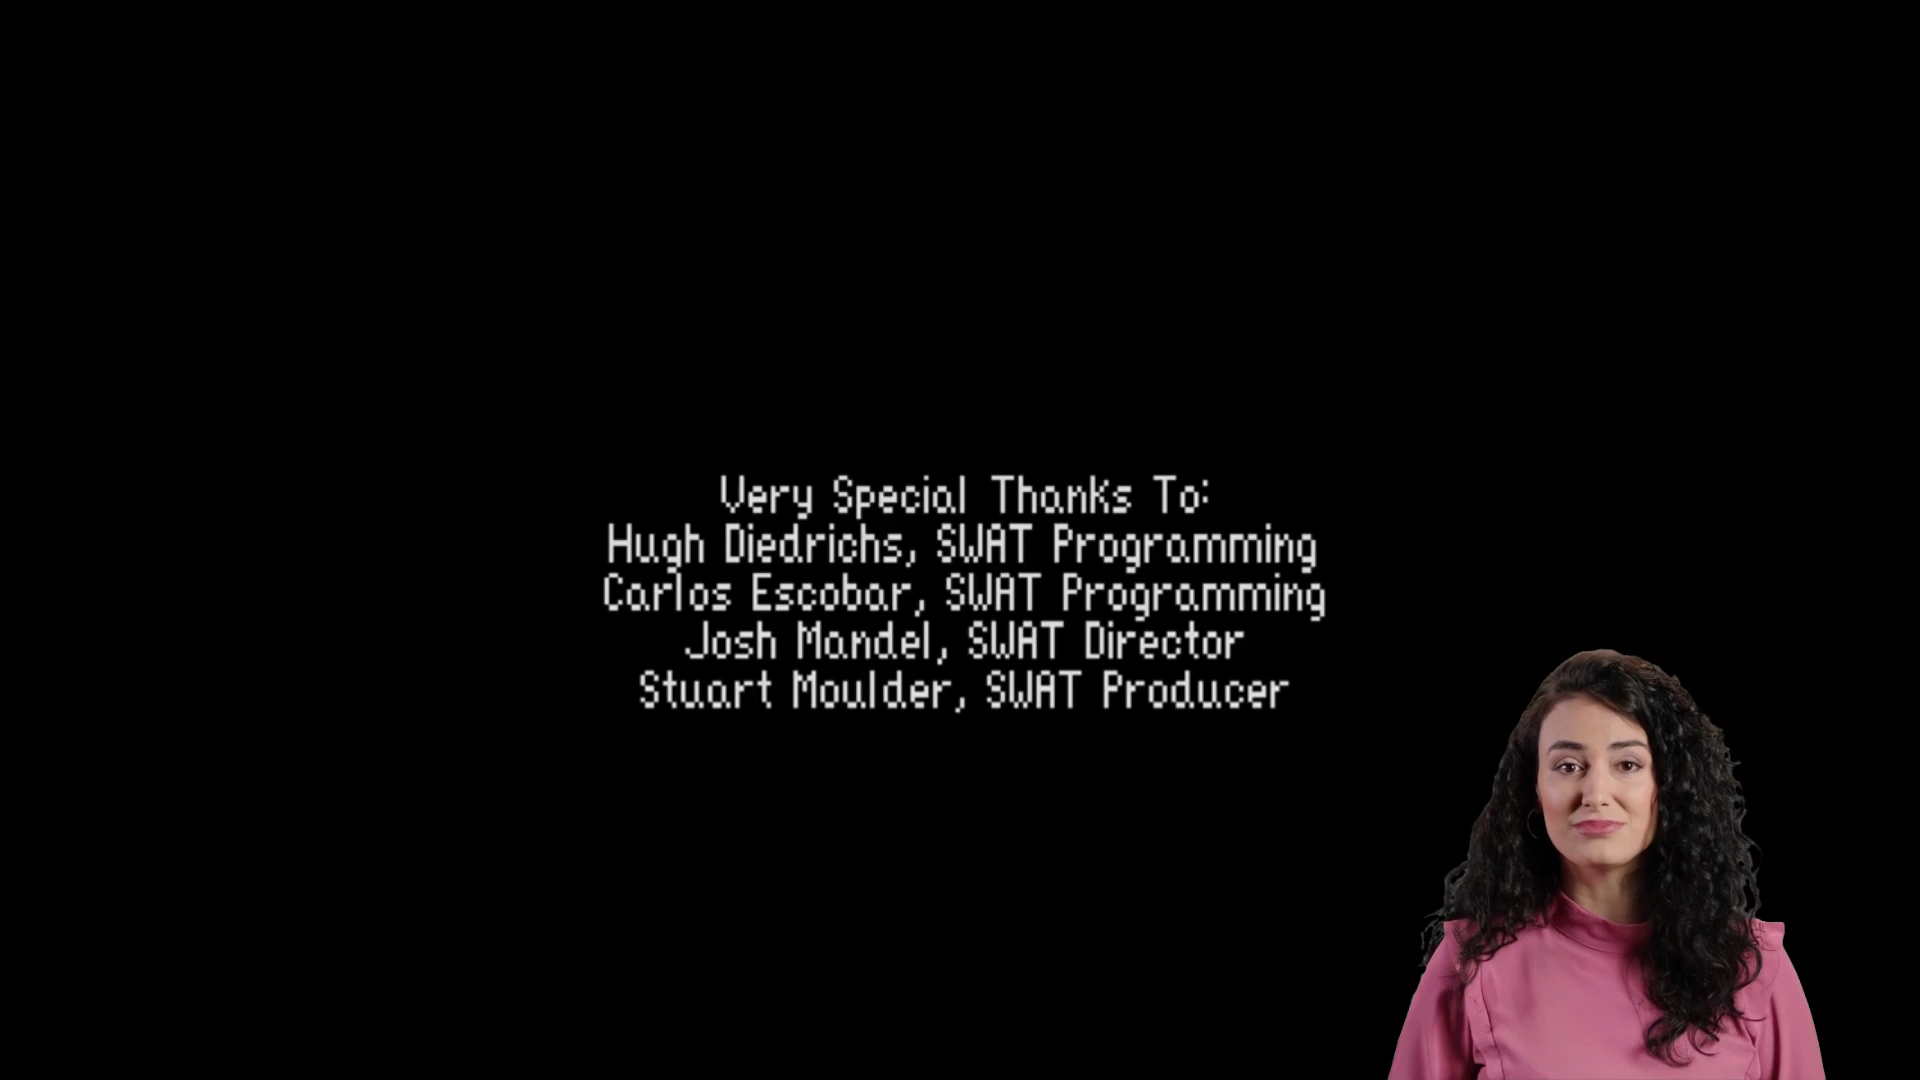 Very Special Thanks To:
Hugh Diedrichs, SWAT Programming
Carlos Escobar, SWAT Programming
Josh Mandel, SWAT Director
Stuart Moulder, SWAT Producer